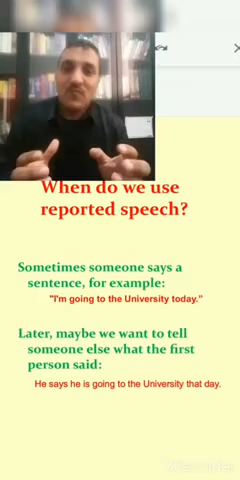 When do we use
reported speech?
Sometimes someone says a
sentence, for example:
"I'm going to the University today."
Later, maybe we want to tell
someone else what the first
person said:
He says he is going to the University that day.